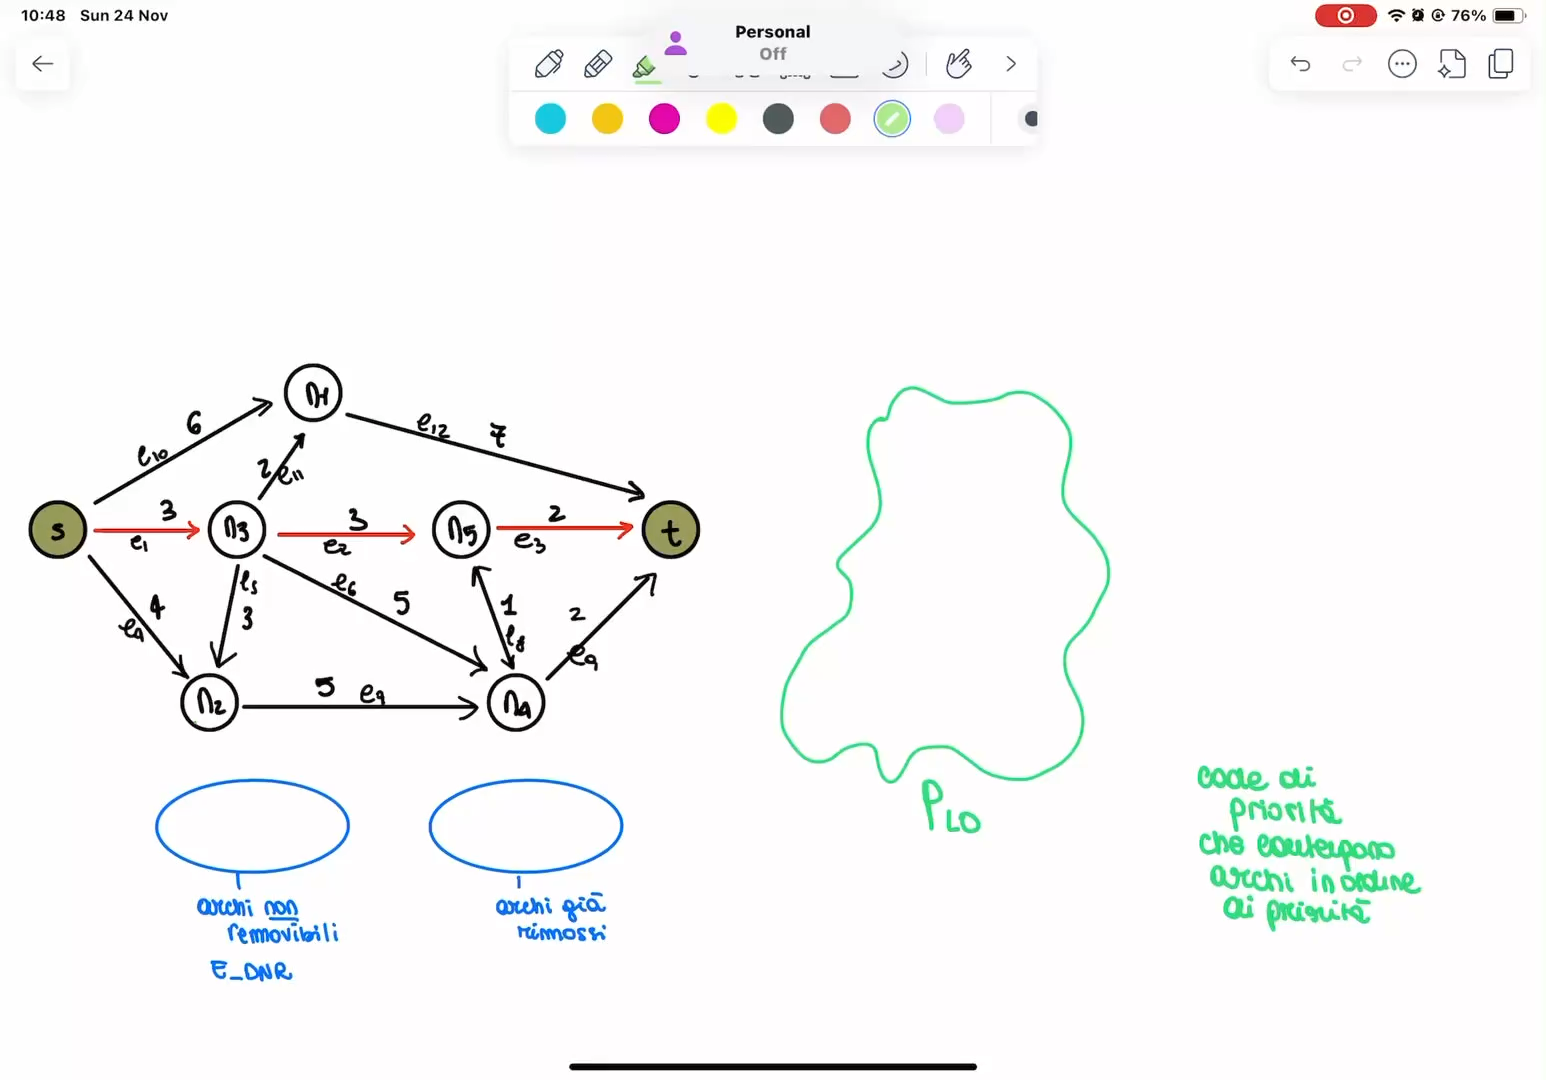 10:48 Sun 24 Nov
76%
Personal
Off
n1
6
e10
e12 7
2 e11
s
3
e1
n3
3
e2
n5
2
e3
t
4
e4
e5
3
e6
5
1
e8
2
e9
n2
5 e9
n4
archi non
removibili
E_DNR
archi già
rimossi
PLO
code di
priorità
che contengono
archi in ordine
di priorità